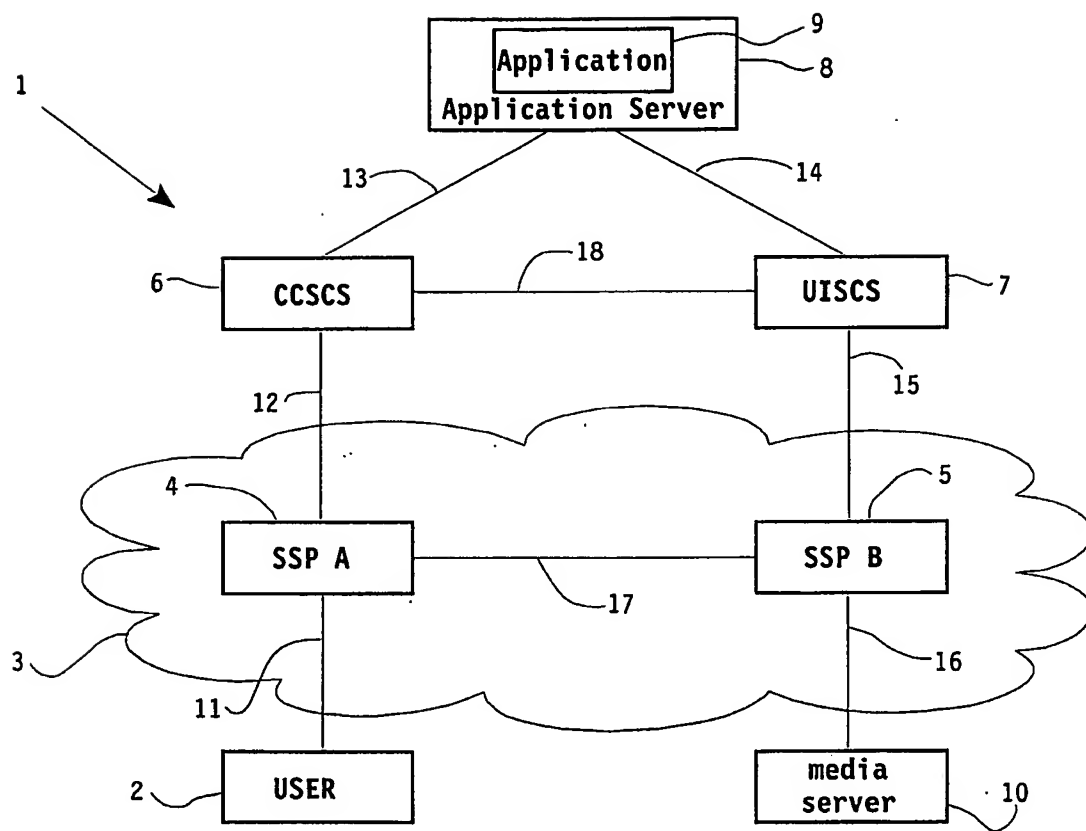 9
Application
8
1
Application Server
13
14
18
6
CCSCS
UISCS
7
12
15
4
5
SSP A
SSP B
17
3
11
16
2
USER
media
server
10